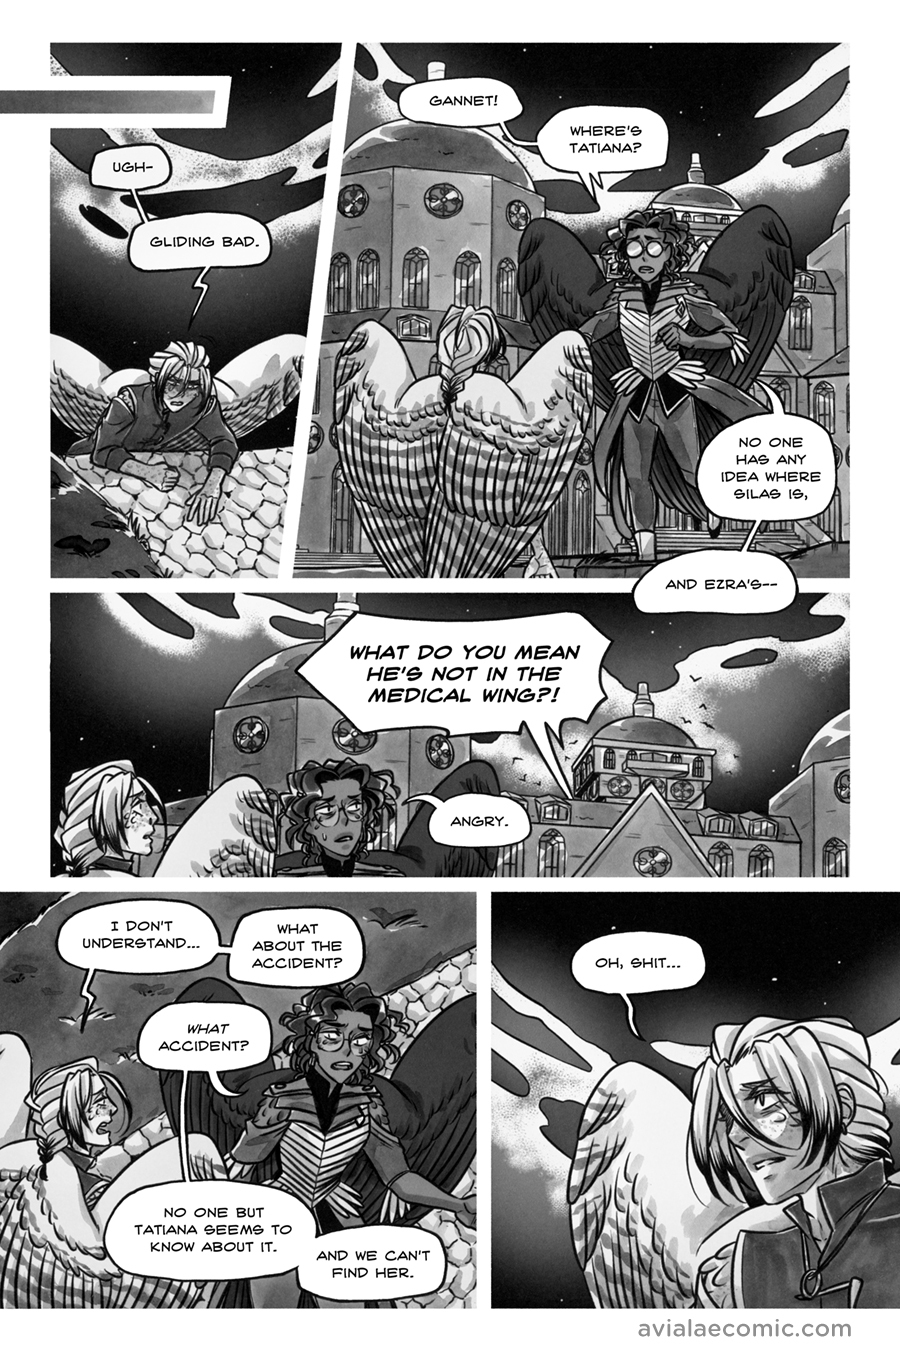 UGH-
GLIDING BAD.
GANNET!
WHERE'S
TATIANA?
NO ONE
HAS ANY
IDEA WHERE
SILAS IS,
AND EZRA'S--
WHAT DO YOU MEAN
HE'S NOT IN THE
MEDICAL WING?!
ANGRY.
I DON'T
UNDERSTAND...
WHAT
ABOUT THE
ACCIDENT?
WHAT
ACCIDENT?
NO ONE BUT
TATIANA SEEMS TO
KNOW ABOUT IT.
AND WE CAN'T
FIND HER.
OH, SHIT...
avialaecomic.com